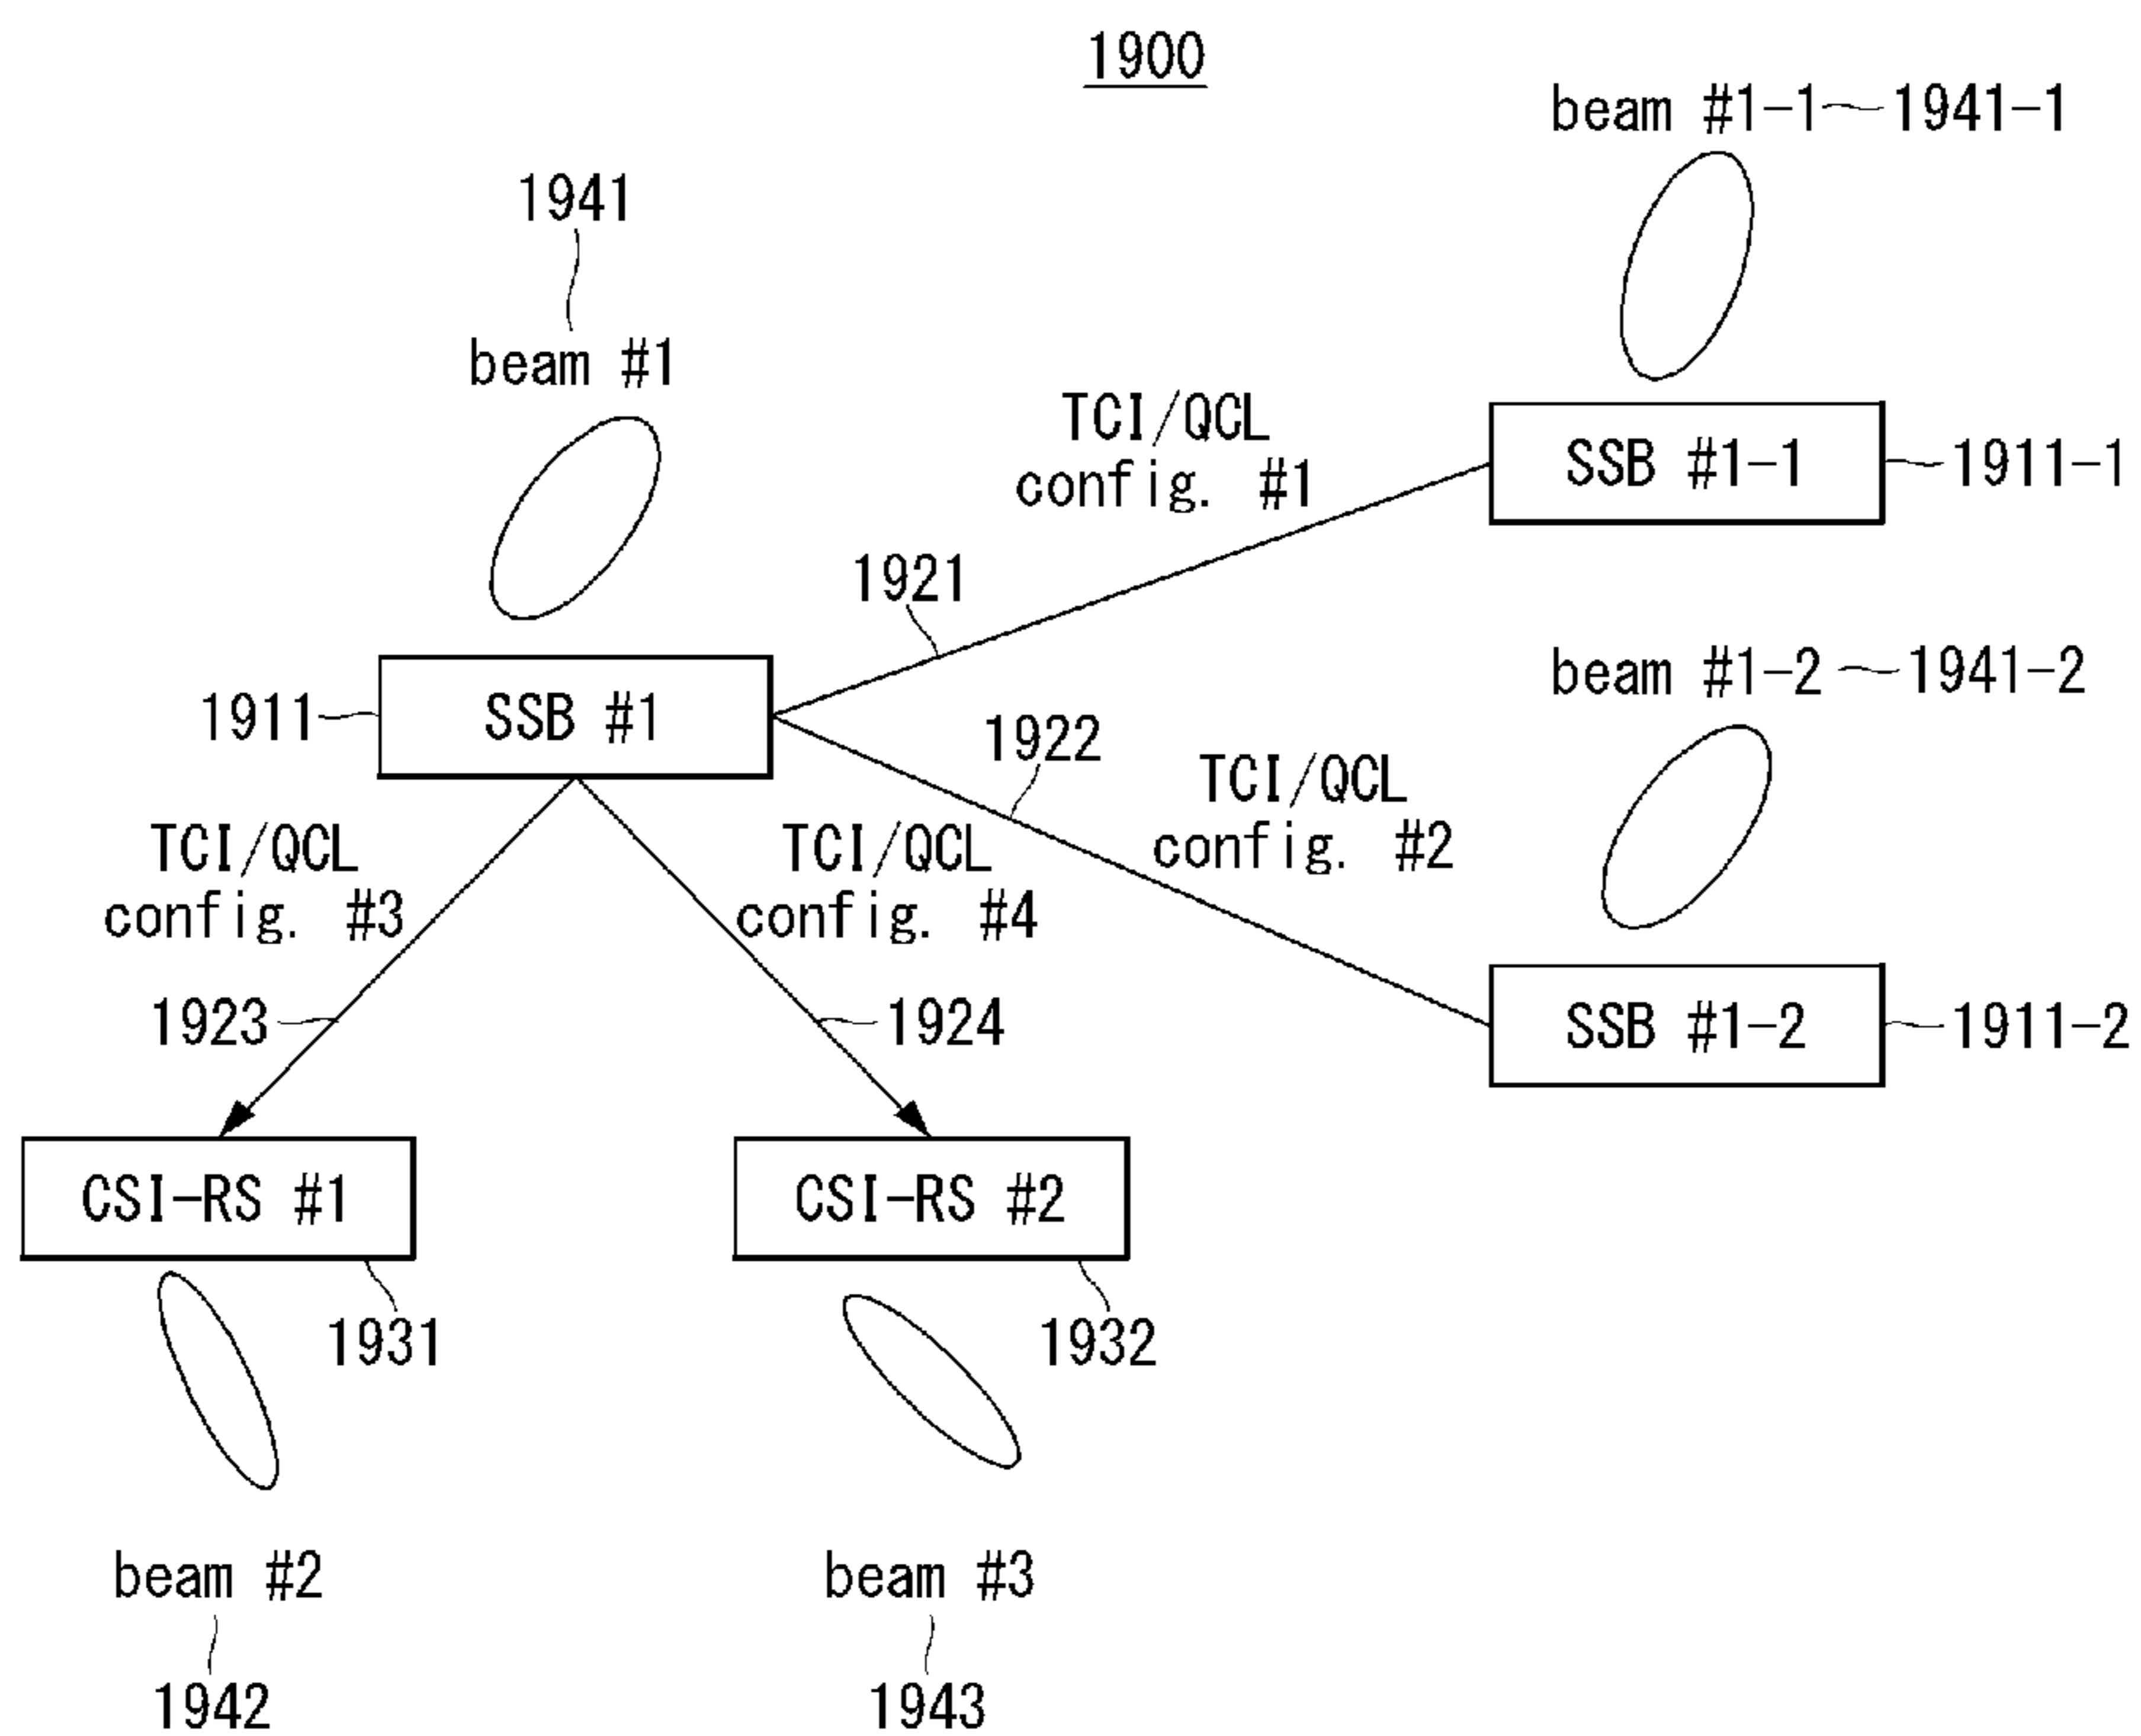 1900
beam #1-1
1941-1
1941
beam #1
TCI/QCL
config. #1
SSB #1-1
1911-1
1921
beam #1-2
1941-2
1911
SSB #1
1922
TCI/QCL
config. #2
TCI/QCL
config. #3
TCI/QCL
config. #4
1923
1924
SSB #1-2
1911-2
CSI-RS #1
CSI-RS #2
1931
1932
beam #2
beam #3
1942
1943